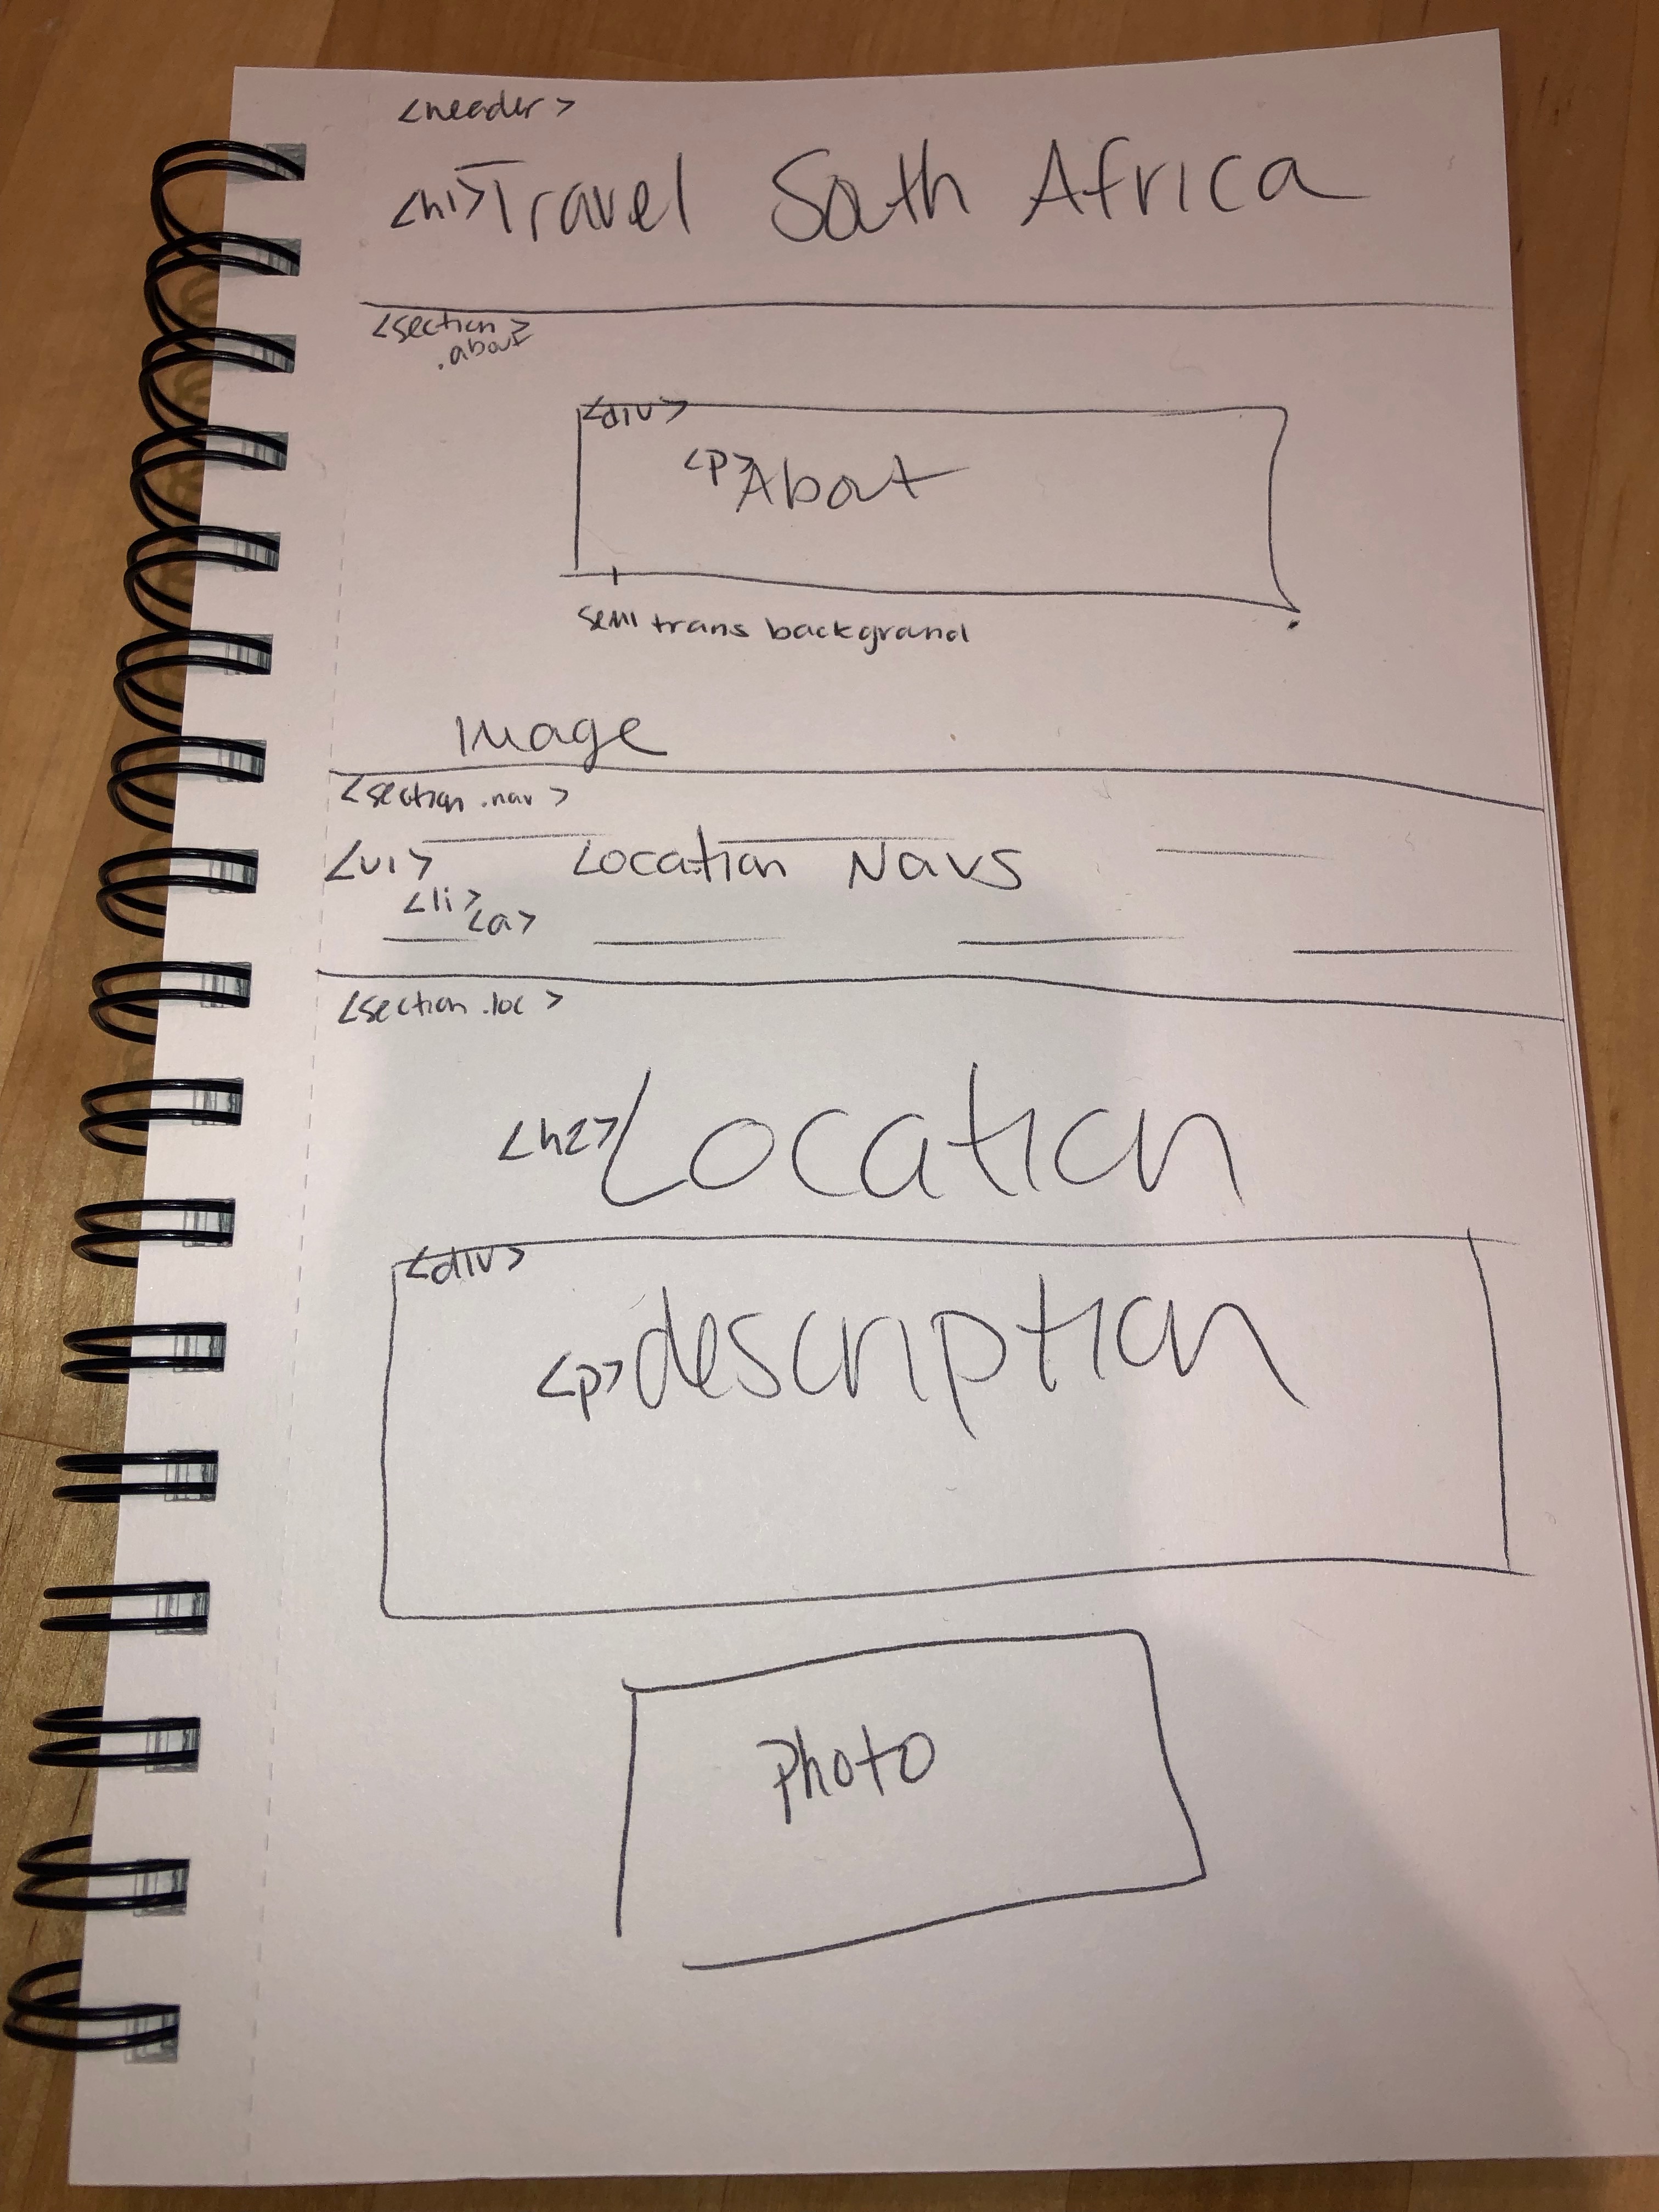 <header>
<h1>Travel South Africa
<section>
.about
<div>
<p>About
semi trans background
Image
<section .nav>
<ul> Location Navs
<li><a>
<section .loc>
<h2>Location
<div>
<p>description
Photo